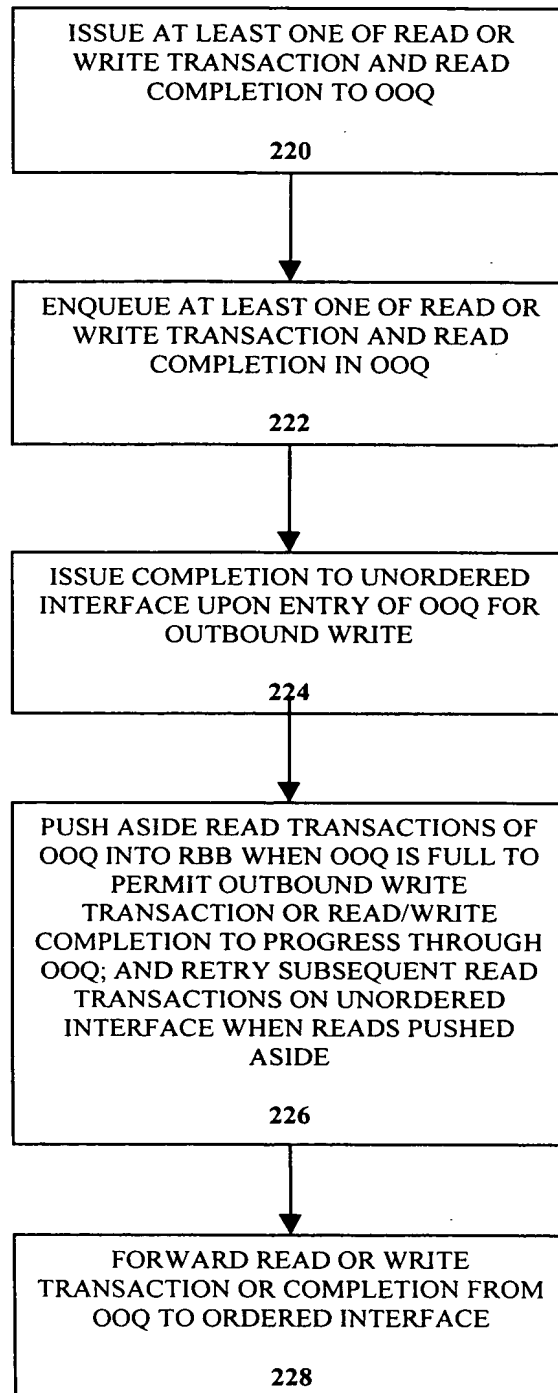 ISSUE AT LEAST ONE OF READ OR
WRITE TRANSACTION AND READ
COMPLETION TO OOQ
220
ENQUEUE AT LEAST ONE OF READ OR
WRITE TRANSACTION AND READ
COMPLETION IN OOQ
222
ISSUE COMPLETION TO UNORDERED
INTERFACE UPON ENTRY OF OOQ FOR
OUTBOUND WRITE
224
PUSH ASIDE READ TRANSACTIONS OF
OOQ INTO RBB WHEN OOQ IS FULL TO
PERMIT OUTBOUND WRITE
TRANSACTION OR READ/WRITE
COMPLETION TO PROGRESS THROUGH
OOQ; AND RETRY SUBSEQUENT READ
TRANSACTIONS ON UNORDERED
INTERFACE WHEN READS PUSHED
ASIDE
226
FORWARD READ OR WRITE
TRANSACTION OR COMPLETION FROM
OOQ TO ORDERED INTERFACE
228